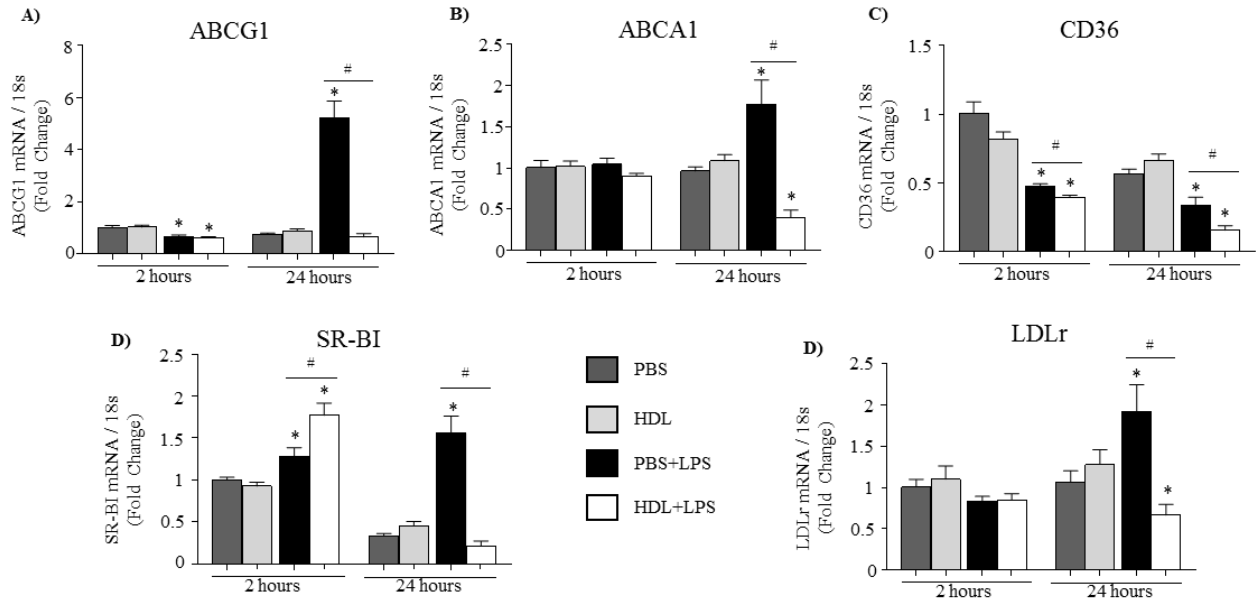 A)
ABCG1
ABCG1 mRNA / 18s
(Fold Change)
8
6
4
2
0
*
*
*
#
2 hours
24 hours
B)
ABCA1
ABCA1 mRNA / 18s
(Fold Change)
2.5
2
1.5
1
0.5
0
*
#
*
2 hours
24 hours
C)
CD36
CD36 mRNA / 18s
(Fold Change)
1.5
1
0.5
0
#
*
*
#
*
*
2 hours
24 hours
D)
SR-BI
SR-BI mRNA / 18s
(Fold Change)
2.5
2
1.5
1
0.5
0
#
*
*
#
*
2 hours
24 hours
PBS
HDL
PBS+LPS
HDL+LPS
D)
LDLr
LDLr mRNA / 18s
(Fold Change)
2.5
2
1.5
1
0.5
0
#
*
*
2 hours
24 hours